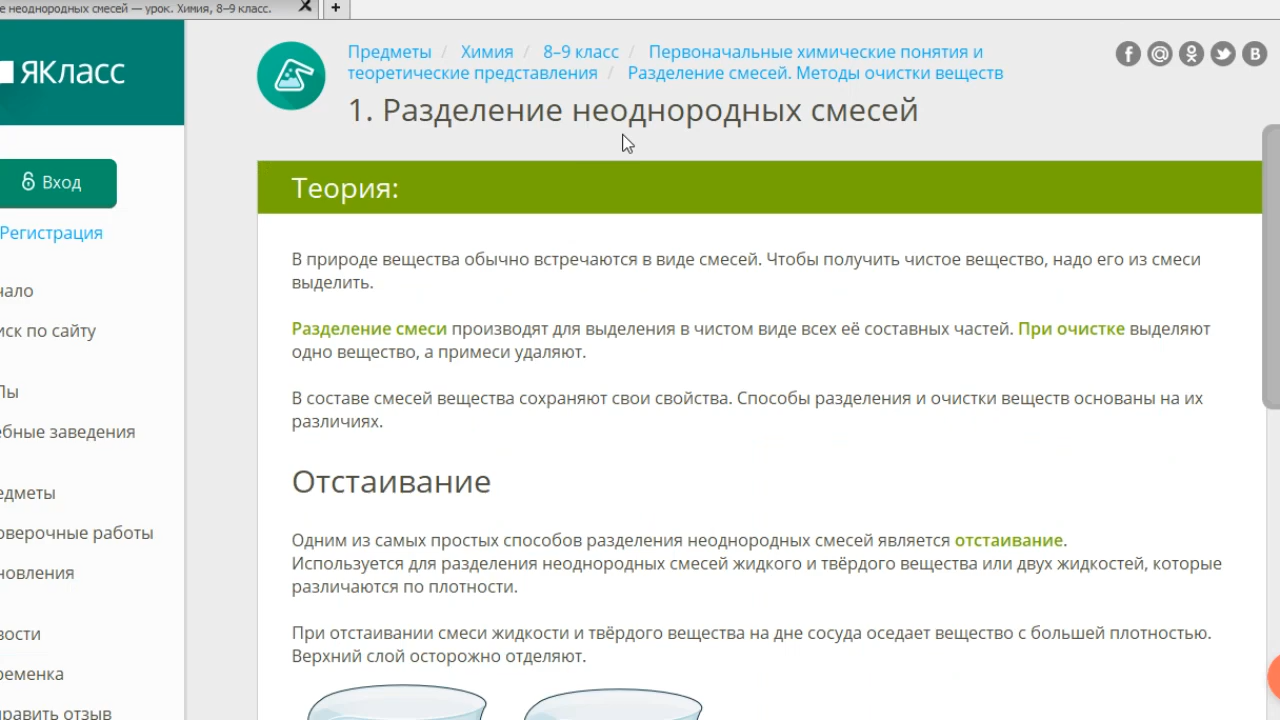 е неоднородных смесей — урок. Химия, 8–9 класс.
ЯКласс
Предметы / Химия / 8–9 класс / Первоначальные химические понятия и
теоретические представления / Разделение смесей. Методы очистки веществ
1. Разделение неоднородных смесей
Вход
Регистрация
чало
иск по сайту
Пы
ебные заведения
едметы
оверочные работы
новления
вости
ременка
править отзыв
Теория:
В природе вещества обычно встречаются в виде смесей. Чтобы получить чистое вещество, надо его из смеси
выделить.
Разделение смеси производят для выделения в чистом виде всех её составных частей. При очистке выделяют
одно вещество, а примеси удаляют.
В составе смесей вещества сохраняют свои свойства. Способы разделения и очистки веществ основаны на их
различиях.
Отстаивание
Одним из самых простых способов разделения неоднородных смесей является отстаивание.
Используется для разделения неоднородных смесей жидкого и твёрдого вещества или двух жидкостей, которые
различаются по плотности.
При отстаивании смеси жидкости и твёрдого вещества на дне сосуда оседает вещество с большей плотностью.
Верхний слой осторожно отделяют.